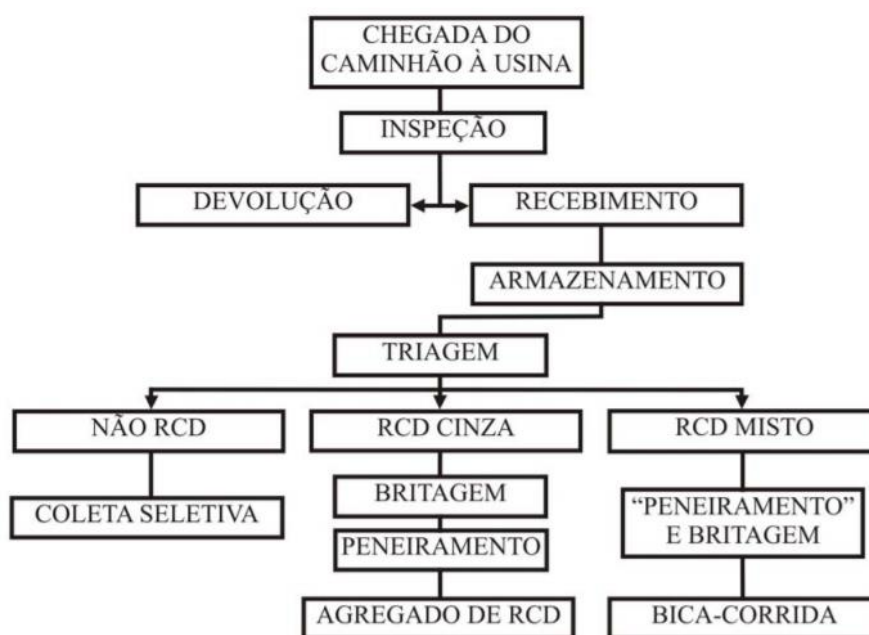 CHEGADA DO
CAMINHÃO À USINA
INSPEÇÃO
DEVOLUÇÃO
RECEBIMENTO
ARMAZENAMENTO
TRIAGEM
NÃO RCD
RCD CINZA
RCD MISTO
COLETA SELETIVA
BRITAGEM
PENEIRAMENTO
AGREGADO DE RCD
“PENEIRAMENTO”
E BRITAGEM
BICA-CORRIDA